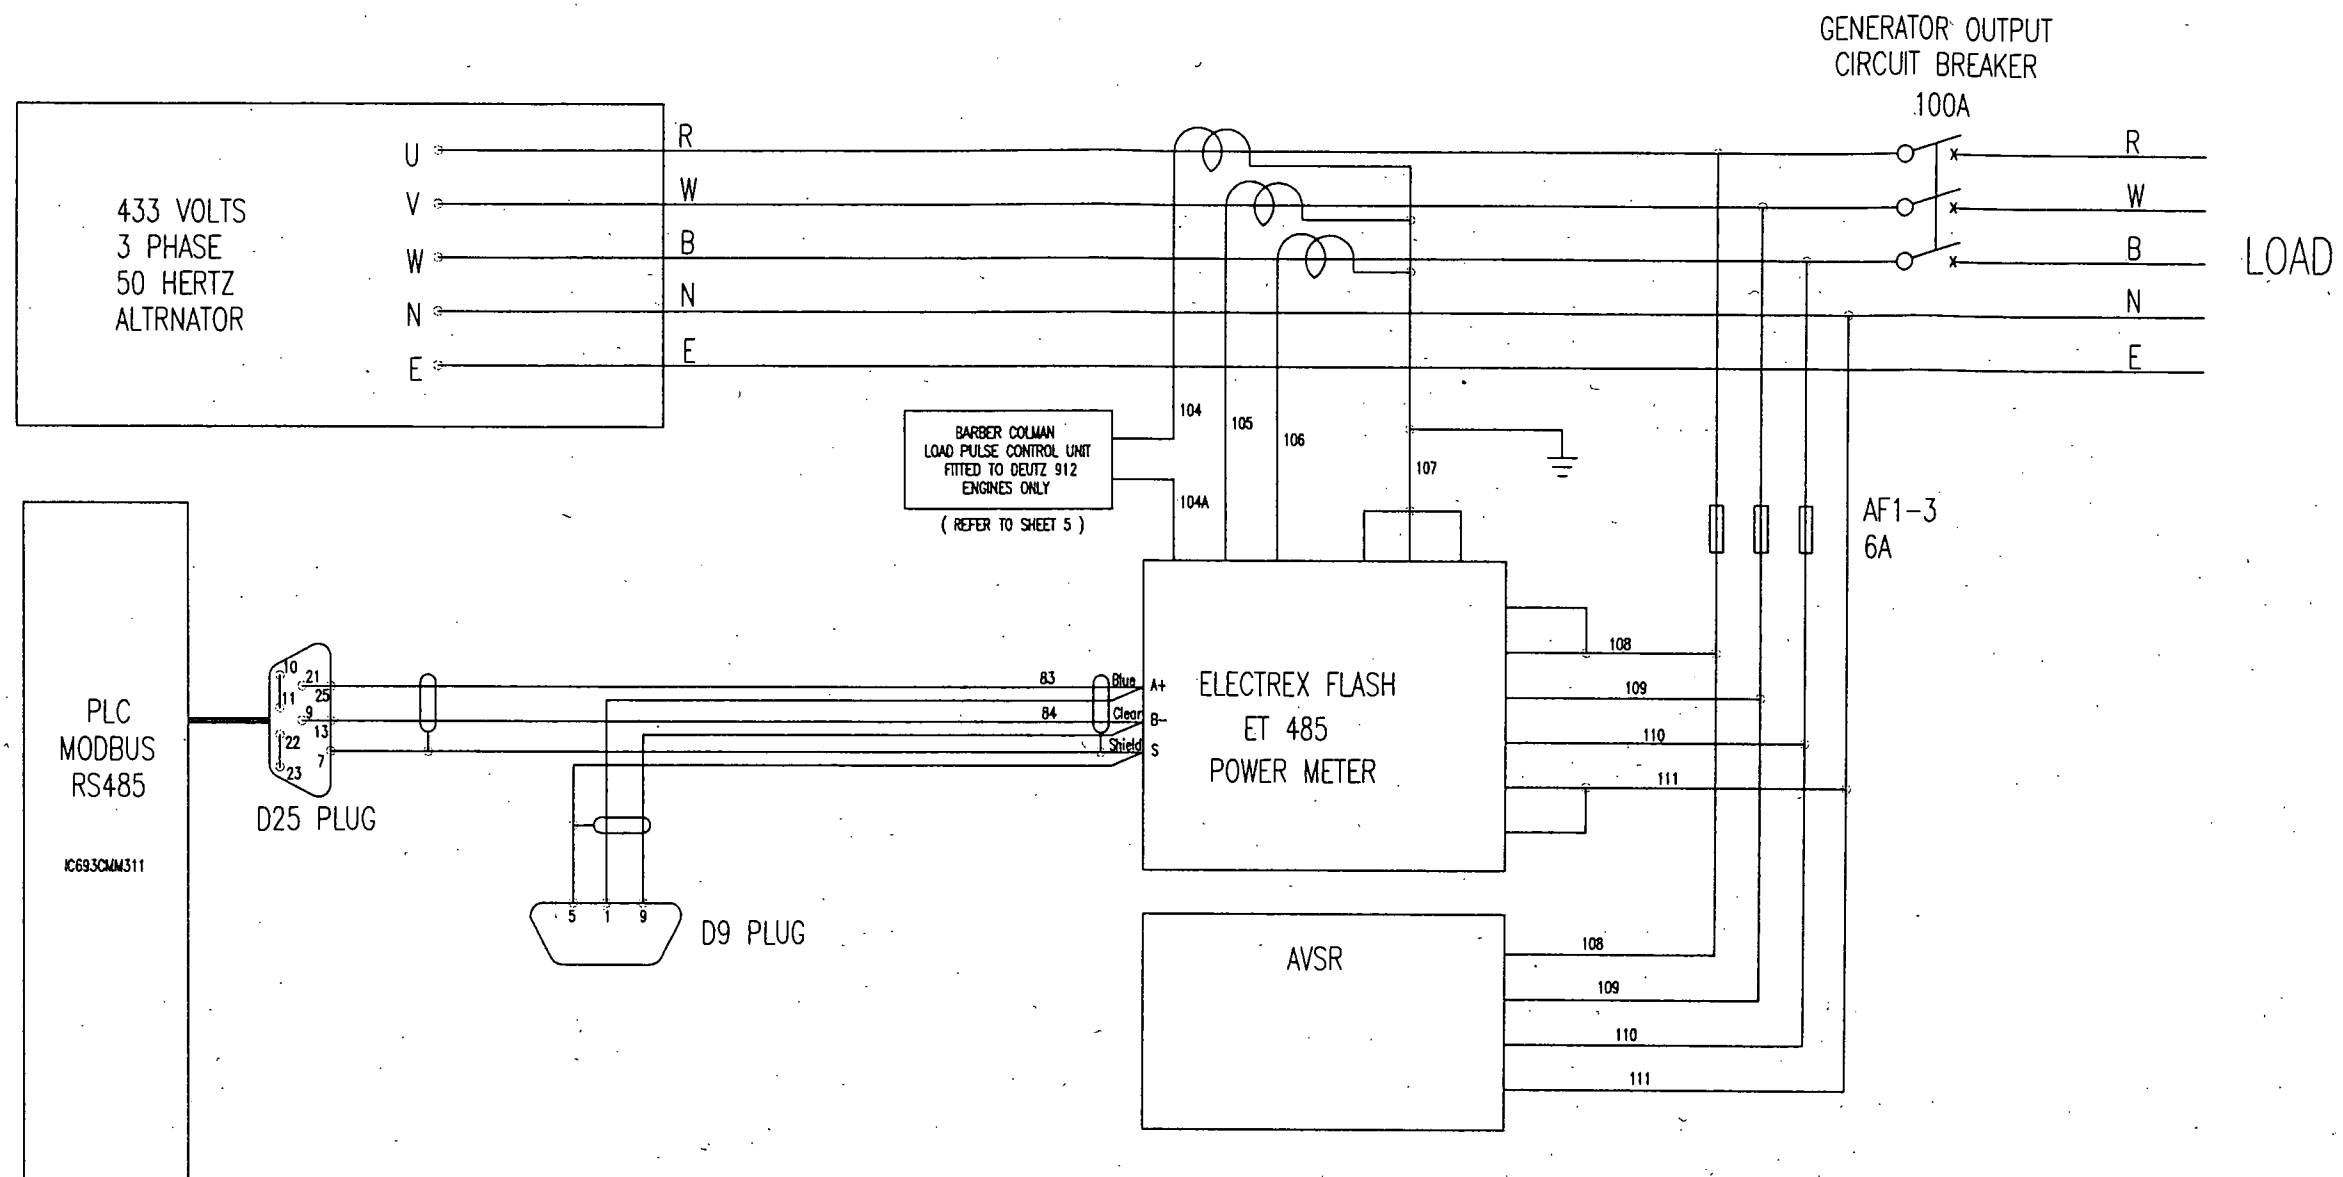 GENERATOR OUTPUT
CIRCUIT BREAKER
100A
U
R
R
V
W
W
W
B
B
N
N
N
E
E
E
LOAD
433 VOLTS
3 PHASE
50 HERTZ
ALTRNATOR
104
105
106
107
104A
BARBER COLMAN
LOAD PULSE CONTROL UNIT
FITTED TO DEUTZ 912
ENGINES ONLY
( REFER TO SHEET 5 )
AF1-3
6A
PLC
MODBUS
RS485
IC693CMM311
10
21
11
25
9
13
22
7
23
D25 PLUG
83
Blue
A+
84
Clear
B-
Shield
S
5
1
9
D9 PLUG
ELECTREX FLASH
ET 485
POWER METER
108
109
110
111
AVSR
108
109
110
111